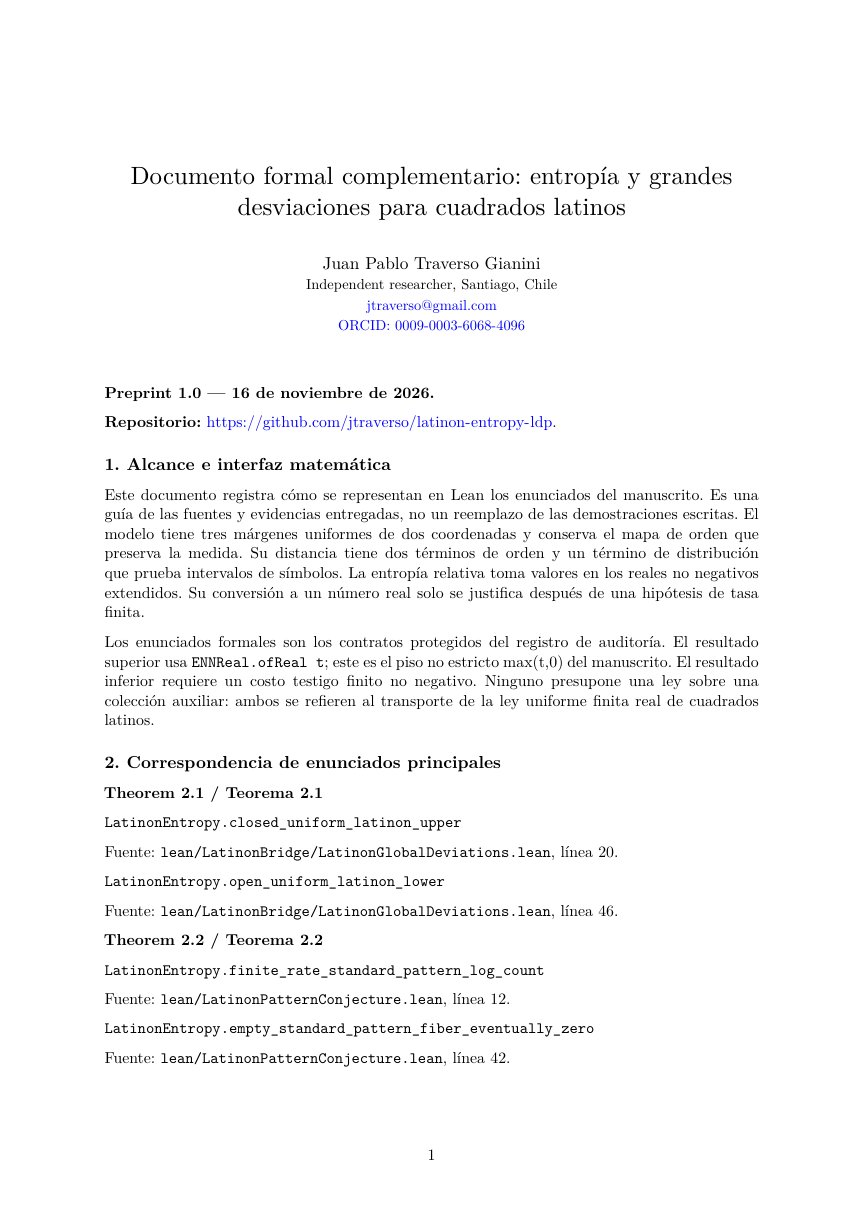 Documento formal complementario: entropía y grandes
desviaciones para cuadrados latinos
Juan Pablo Traverso Gianini
Independent researcher, Santiago, Chile
jtraverso@gmail.com
ORCID: 0009-0003-6068-4096
Preprint 1.0 — 16 de noviembre de 2026.
Repositorio: https://github.com/jtraverso/latinon-entropy-ldp.
1. Alcance e interfaz matemática
Este documento registra cómo se representan en Lean los enunciados del manuscrito. Es una
guía de las fuentes y evidencias entregadas, no un reemplazo de las demostraciones escritas. El
modelo tiene tres márgenes uniformes de dos coordenadas y conserva el mapa de orden que
preserva la medida. Su distancia tiene dos términos de orden y un término de distribución
que prueba intervalos de símbolos. La entropía relativa toma valores en los reales no negativos
extendidos. Su conversión a un número real solo se justifica después de una hipótesis de tasa
finita.
Los enunciados formales son los contratos protegidos del registro de auditoría. El resultado
superior usa ENNReal.ofReal t; este es el piso no estricto max(t,0) del manuscrito. El resultado
inferior requiere un costo testigo finito no negativo. Ninguno presupone una ley sobre una
colección auxiliar: ambos se refieren al transporte de la ley uniforme finita real de cuadrados
latinos.
2. Correspondencia de enunciados principales
Theorem 2.1 / Teorema 2.1
LatinonEntropy.closed_uniform_latinon_upper
Fuente: lean/LatinonBridge/LatinonGlobalDeviations.lean, línea 20.
LatinonEntropy.open_uniform_latinon_lower
Fuente: lean/LatinonBridge/LatinonGlobalDeviations.lean, línea 46.
Theorem 2.2 / Teorema 2.2
LatinonEntropy.finite_rate_standard_pattern_log_count
Fuente: lean/LatinonPatternConjecture.lean, línea 12.
LatinonEntropy.empty_standard_pattern_fiber_eventually_zero
Fuente: lean/LatinonPatternConjecture.lean, línea 42.
1